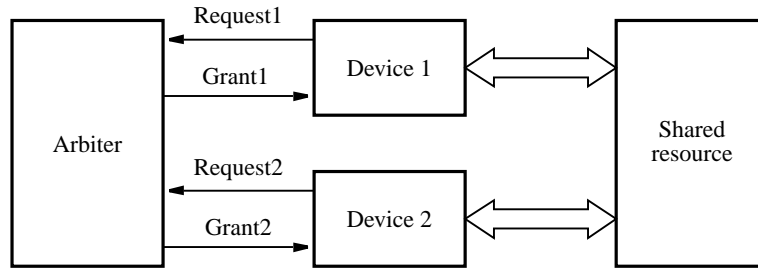 Request1
Grant1
Device 1
Arbiter
Shared
resource
Request2
Grant2
Device 2